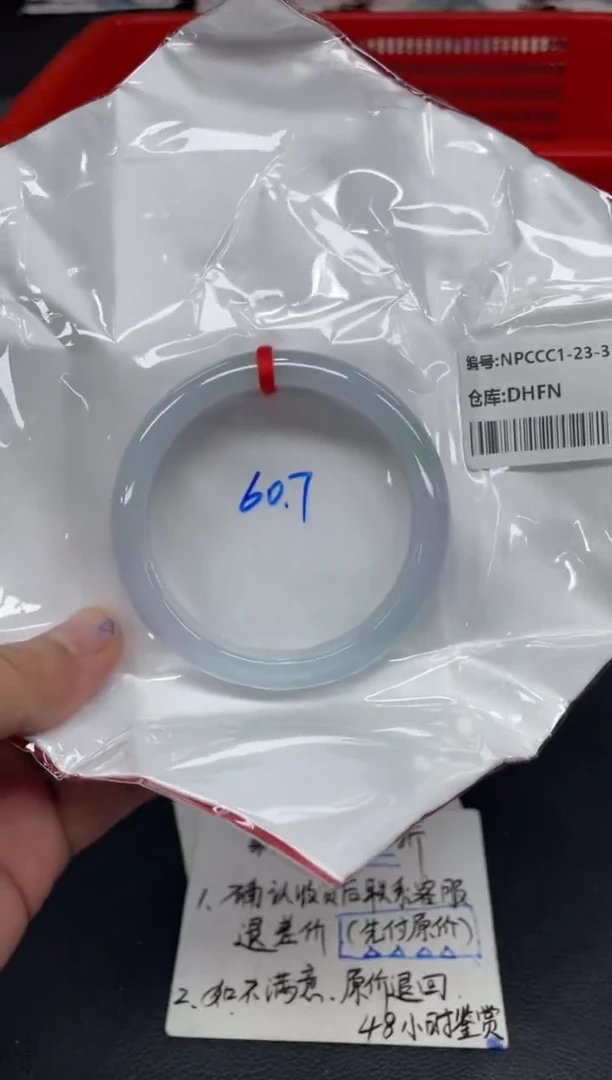 编号:NPCCC1-23-3
仓库:DHFN
60.7
折
1、确认收货后联系客服
退差价(先付原价)
2、如不满意、原价退回
48小时鉴赏